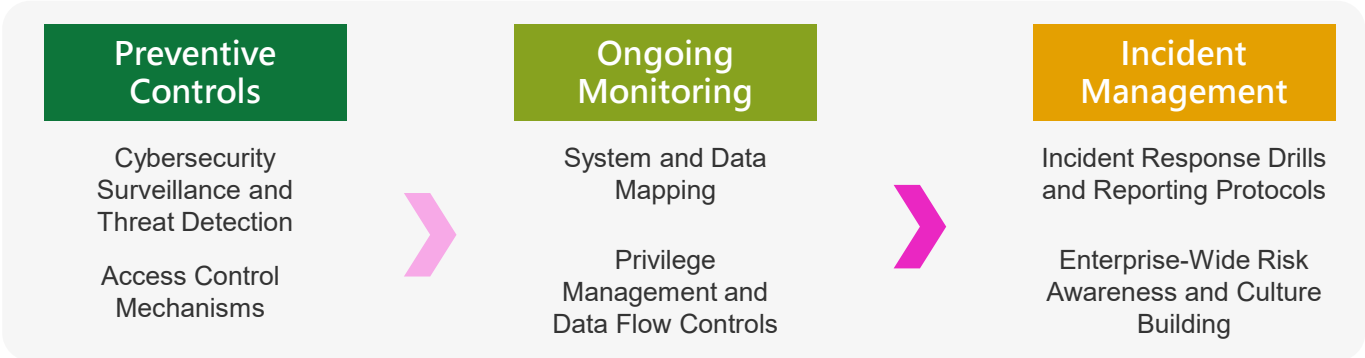 Preventive
Controls
Cybersecurity
Surveillance and
Threat Detection
Access Control
Mechanisms
Ongoing
Monitoring
System and Data
Mapping
Privilege
Management and
Data Flow Controls
Incident
Management
Incident Response Drills
and Reporting Protocols
Enterprise-Wide Risk
Awareness and Culture
Building